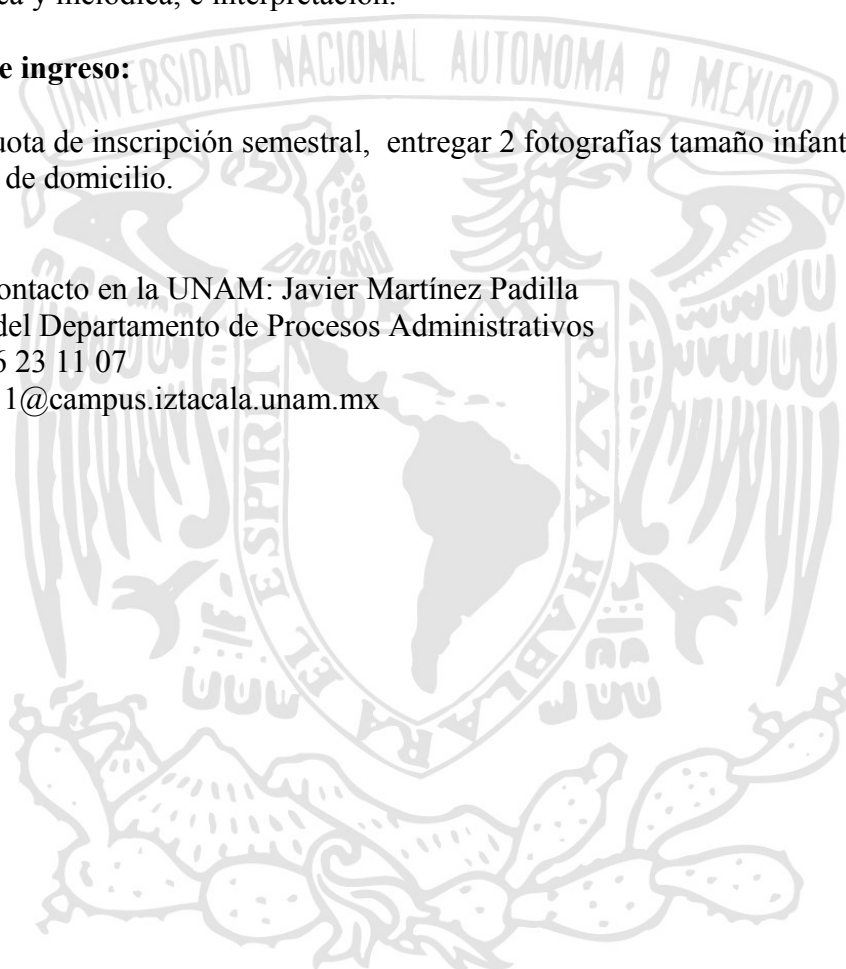 ca y melódica, e interpretación.
e ingreso:
uota de inscripción semestral, entregar 2 fotografías tamaño infant
de domicilio.
ontacto en la UNAM: Javier Martínez Padilla
del Departamento de Procesos Administrativos
6 23 11 07
1@campus.iztacala.unam.mx
UNIVERSIDAD NACIONAL AUTONOMA D MEXICO
POR MI RAZA HABLARA EL ESPIRITU